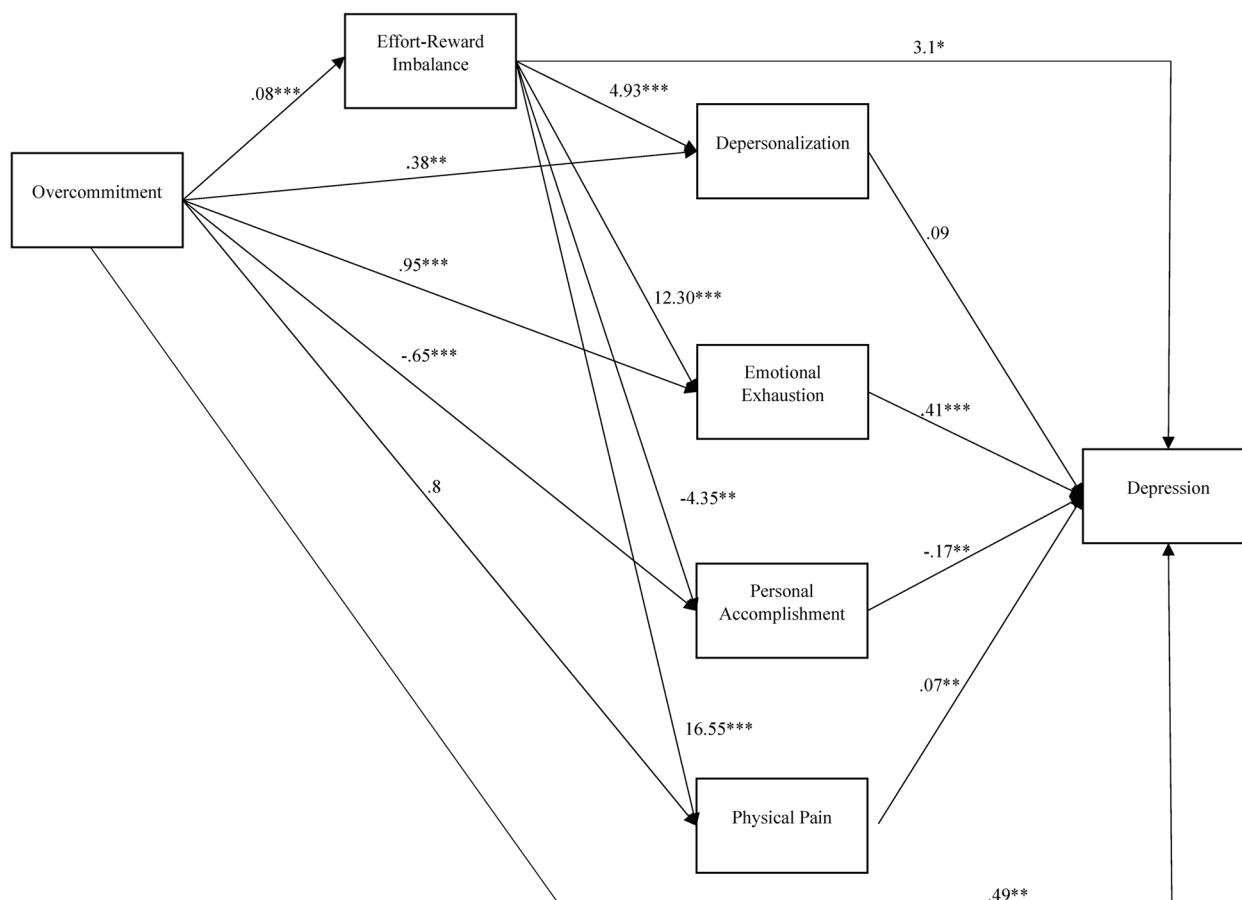 Effort-Reward
Imbalance
3.1*
.08***
4.93***
Depersonalization
.38**
Overcommitment
.09
.95***
12.30***
-.65***
Emotional
Exhaustion
.41***
.8
-4.35**
Depression
-.17**
Personal
Accomplishment
.07**
16.55***
Physical Pain
.49**